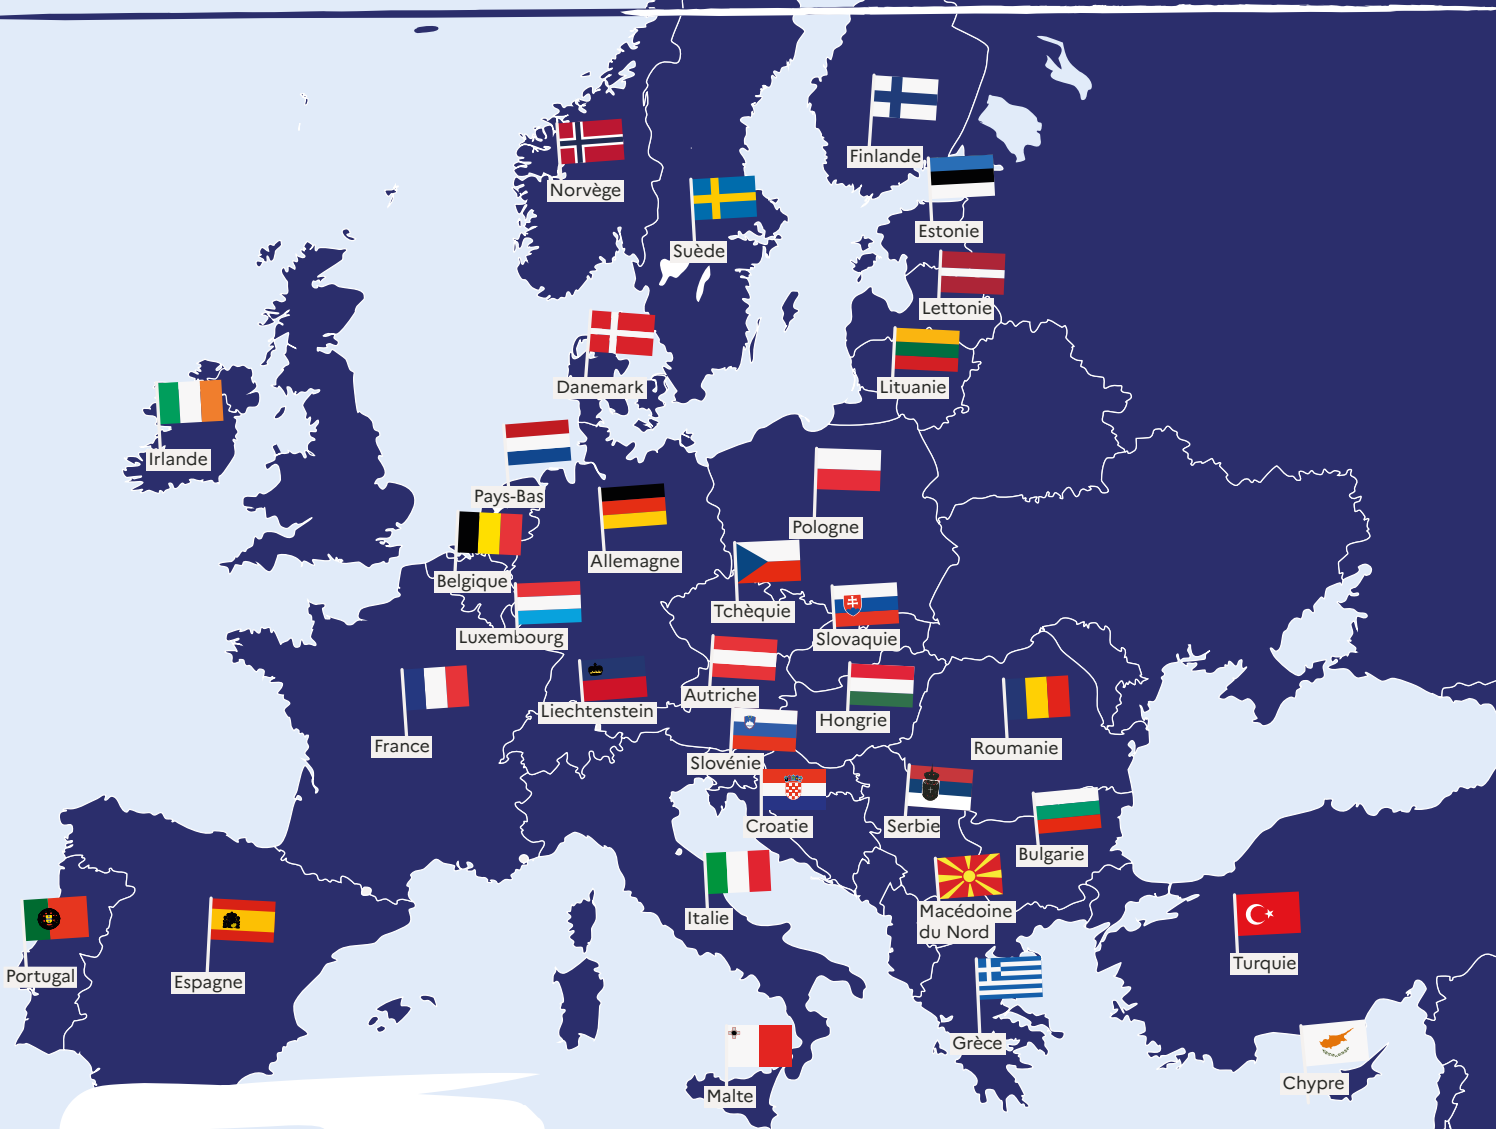 Finlande
Norvège
Estonie
Suède
Lettonie
Danemark
Lituanie
Irlande
Pays-Bas
Pologne
Allemagne
Belgique
Tchèquie
Luxembourg
Slovaquie
Autriche
Liechtenstein
Hongrie
France
Roumanie
Slovénie
Croatie
Serbie
Bulgarie
Italie
Macédoine
du Nord
Turquie
Portugal
Espagne
Grèce
Chypre
Malte